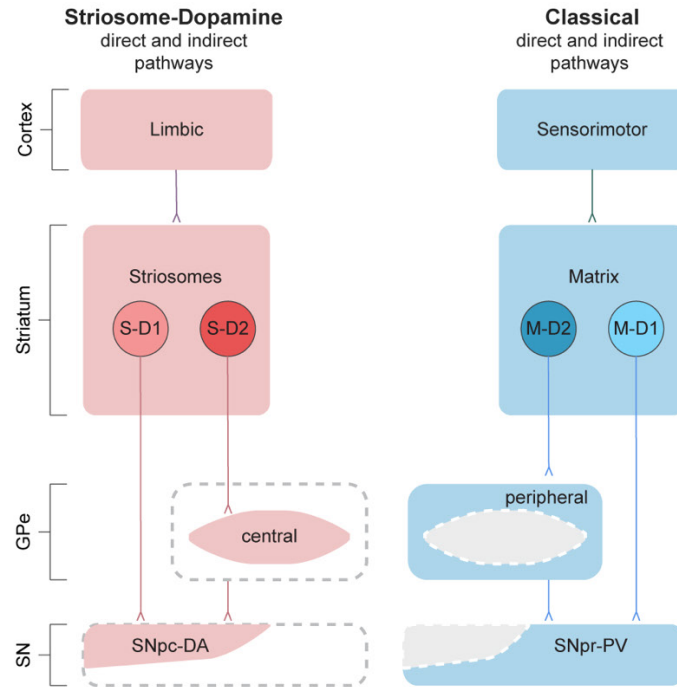 Striosome-Dopamine
direct and indirect
pathways
Classical
direct and indirect
pathways
Cortex
Limbic
Sensorimotor
Striatum
Striosomes
S-D1
S-D2
Matrix
M-D2
M-D1
GPe
central
peripheral
SN
SNpc-DA
SNpr-PV